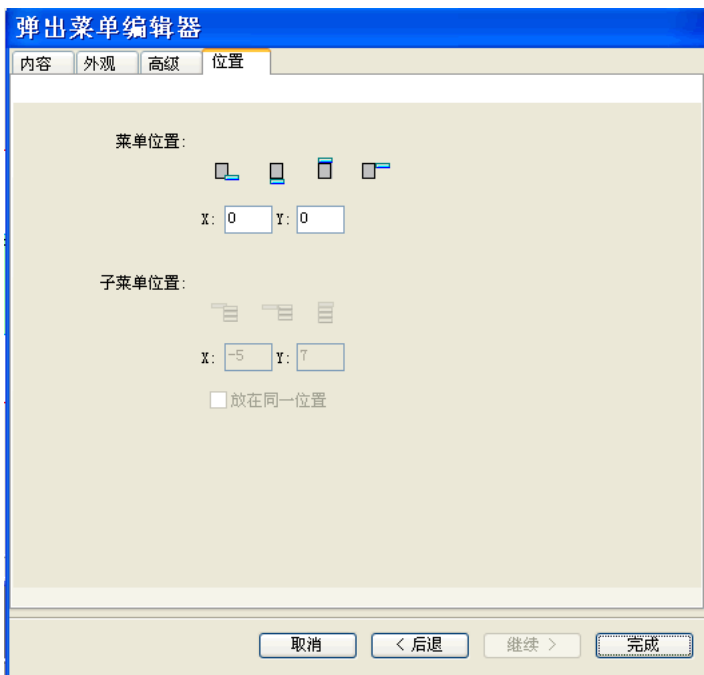 弹出菜单编辑器
内容 外观 高级 位置
菜单位置:
X: 0 Y: 0
子菜单位置:
X: -5 Y: 7
放在同一位置
取消 < 后退 继续 > 完成